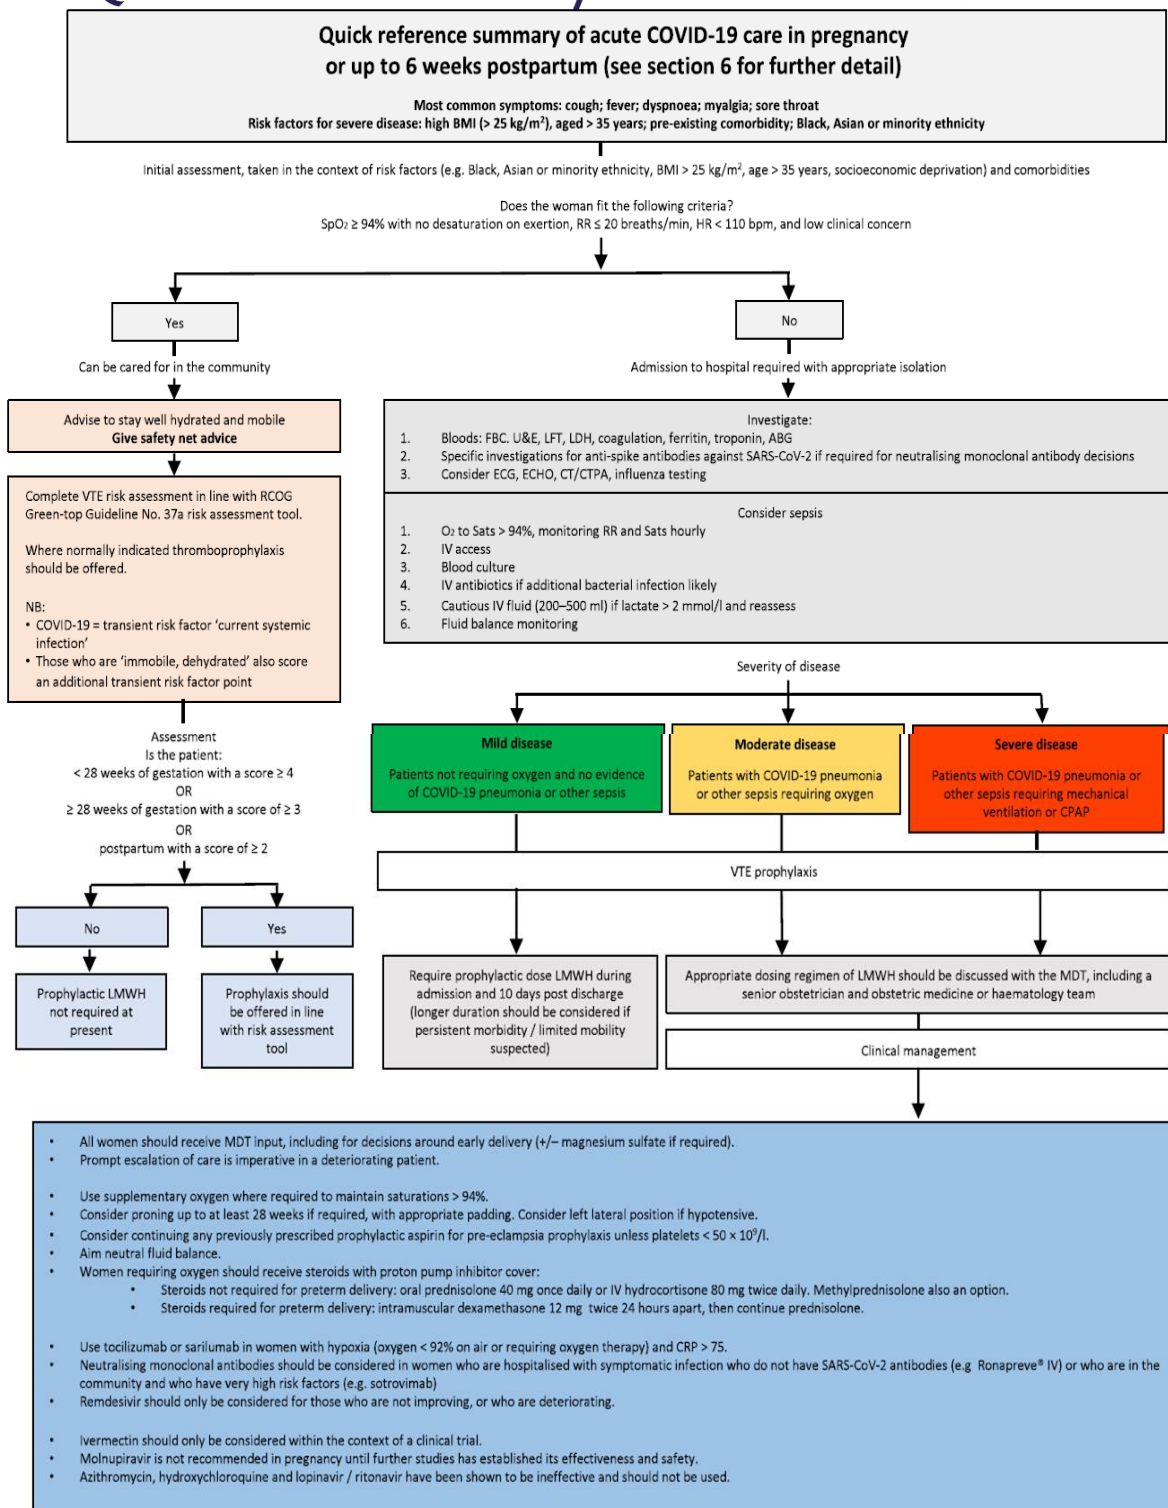 Quick reference summary of acute COVID-19 care in pregnancy
or up to 6 weeks postpartum (see section 6 for further detail)
Most common symptoms: cough; fever; dyspnoea; myalgia; sore throat
Risk factors for severe disease: high BMI (> 25 kg/m²), aged > 35 years; pre-existing comorbidity; Black, Asian or minority ethnicity
Initial assessment, taken in the context of risk factors (e.g. Black, Asian or minority ethnicity, BMI > 25 kg/m², age > 35 years, socioeconomic deprivation) and comorbidities
Does the woman fit the following criteria?
SpO₂ ≥ 94% with no desaturation on exertion, RR ≤ 20 breaths/min, HR < 110 bpm, and low clinical concern
Yes
Can be cared for in the community
Advise to stay well hydrated and mobile
Give safety net advice
Complete VTE risk assessment in line with RCOG
Green-top Guideline No. 37a risk assessment tool.
Where normally indicated thromboprophylaxis
should be offered.
NB:
• COVID-19 = transient risk factor 'current systemic
infection'
• Those who are 'immobile, dehydrated' also score
an additional transient risk factor point
Assessment
Is the patient:
< 28 weeks of gestation with a score ≥ 4
OR
≥ 28 weeks of gestation with a score of ≥ 3
OR
postpartum with a score of ≥ 2
No
Prophylactic LMWH
not required at
present
Yes
Prophylaxis should
be offered in line
with risk assessment
tool
No
Admission to hospital required with appropriate isolation
Investigate:
1. Bloods: FBC. U&E, LFT, LDH, coagulation, ferritin, troponin, ABG
2. Specific investigations for anti-spike antibodies against SARS-CoV-2 if required for neutralising monoclonal antibody decisions
3. Consider ECG, ECHO, CT/CTPA, influenza testing
Consider sepsis
1. O₂ to Sats > 94%, monitoring RR and Sats hourly
2. IV access
3. Blood culture
4. IV antibiotics if additional bacterial infection likely
5. Cautious IV fluid (200–500 ml) if lactate > 2 mmol/l and reassess
6. Fluid balance monitoring
Severity of disease
Mild disease
Patients not requiring oxygen and no evidence
of COVID-19 pneumonia or other sepsis
Moderate disease
Patients with COVID-19 pneumonia
or other sepsis requiring oxygen
Severe disease
Patients with COVID-19 pneumonia or
other sepsis requiring mechanical
ventilation or CPAP
VTE prophylaxis
Require prophylactic dose LMWH during
admission and 10 days post discharge
(longer duration should be considered if
persistent morbidity / limited mobility
suspected)
Appropriate dosing regimen of LMWH should be discussed with the MDT, including a
senior obstetrician and obstetric medicine or haematology team
Clinical management
• All women should receive MDT input, including for decisions around early delivery (+/– magnesium sulfate if required).
• Prompt escalation of care is imperative in a deteriorating patient.
• Use supplementary oxygen where required to maintain saturations > 94%.
• Consider proning up to at least 28 weeks if required, with appropriate padding. Consider left lateral position if hypotensive.
• Consider continuing any previously prescribed prophylactic aspirin for pre-eclampsia prophylaxis unless platelets < 50 × 10⁹/l.
• Aim neutral fluid balance.
• Women requiring oxygen should receive steroids with proton pump inhibitor cover:
• Steroids not required for preterm delivery: oral prednisolone 40 mg once daily or IV hydrocortisone 80 mg twice daily. Methylprednisolone also an option.
• Steroids required for preterm delivery: intramuscular dexamethasone 12 mg twice 24 hours apart, then continue prednisolone.
• Use tocilizumab or sarilumab in women with hypoxia (oxygen < 92% on air or requiring oxygen therapy) and CRP > 75.
• Neutralising monoclonal antibodies should be considered in women who are hospitalised with symptomatic infection who do not have SARS-CoV-2 antibodies (e.g Ronapreve® IV) or who are in the
community and who have very high risk factors (e.g. sotrovimab)
• Remdesivir should only be considered for those who are not improving, or who are deteriorating.
• Ivermectin should only be considered within the context of a clinical trial.
• Molnupiravir is not recommended in pregnancy until further studies has established its effectiveness and safety.
• Azithromycin, hydroxychloroquine and lopinavir / ritonavir have been shown to be ineffective and should not be used.